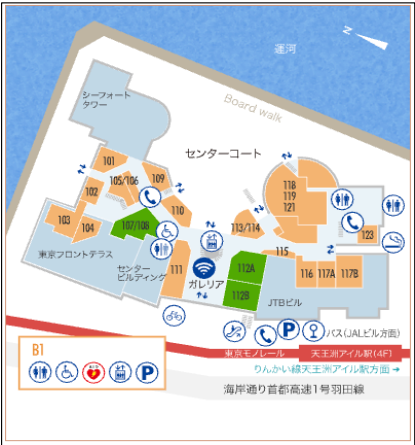 N
運河
シーフォート
タワー
Board walk
センターコート
101
109
105/106
102
118
119
121
110
103
104
107/108
113/114
123
東京フロントテラス
センター
ビルディング
111
115
ガレリア
112A
116
117A
117B
112B
JTBビル
P
バス(JALビル方面)
東京モノレール
天王洲アイル駅(4F)
りんかい線天王洲アイル駅方面→
海岸通り首都高速1号羽田線
B1
P